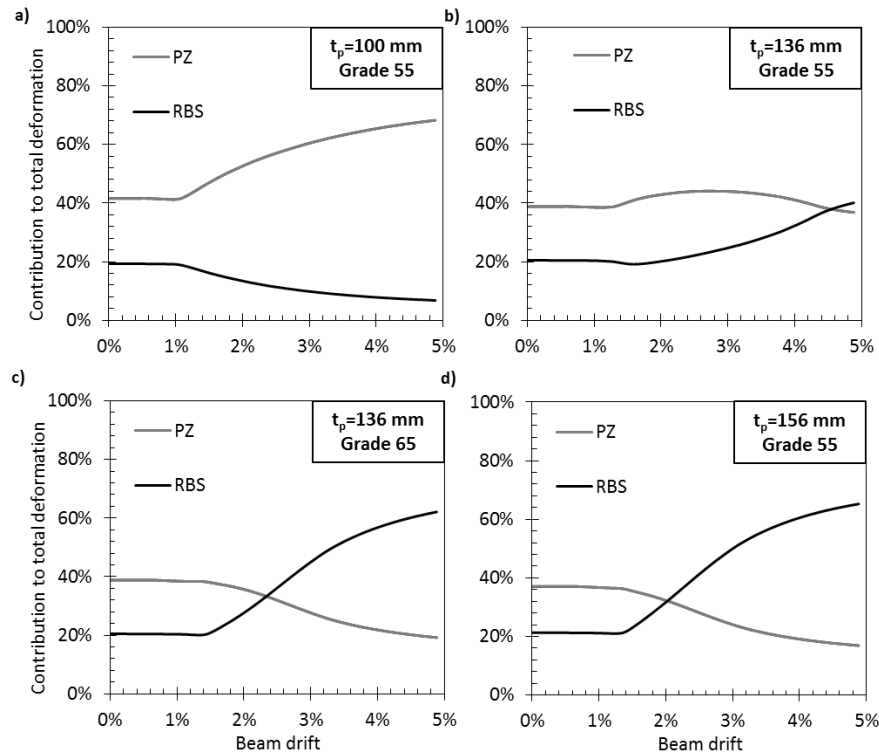 a)
t_p=100 mm
Grade 55
PZ
RBS
100%
80%
60%
40%
20%
0%
0% 1% 2% 3% 4% 5%
Contribution to total deformation
b)
t_p=136 mm
Grade 55
PZ
RBS
100%
80%
60%
40%
20%
0%
0% 1% 2% 3% 4% 5%
c)
t_p=136 mm
Grade 65
PZ
RBS
100%
80%
60%
40%
20%
0%
0% 1% 2% 3% 4% 5%
Contribution to total deformation
Beam drift
d)
t_p=156 mm
Grade 55
PZ
RBS
100%
80%
60%
40%
20%
0%
0% 1% 2% 3% 4% 5%
Beam drift